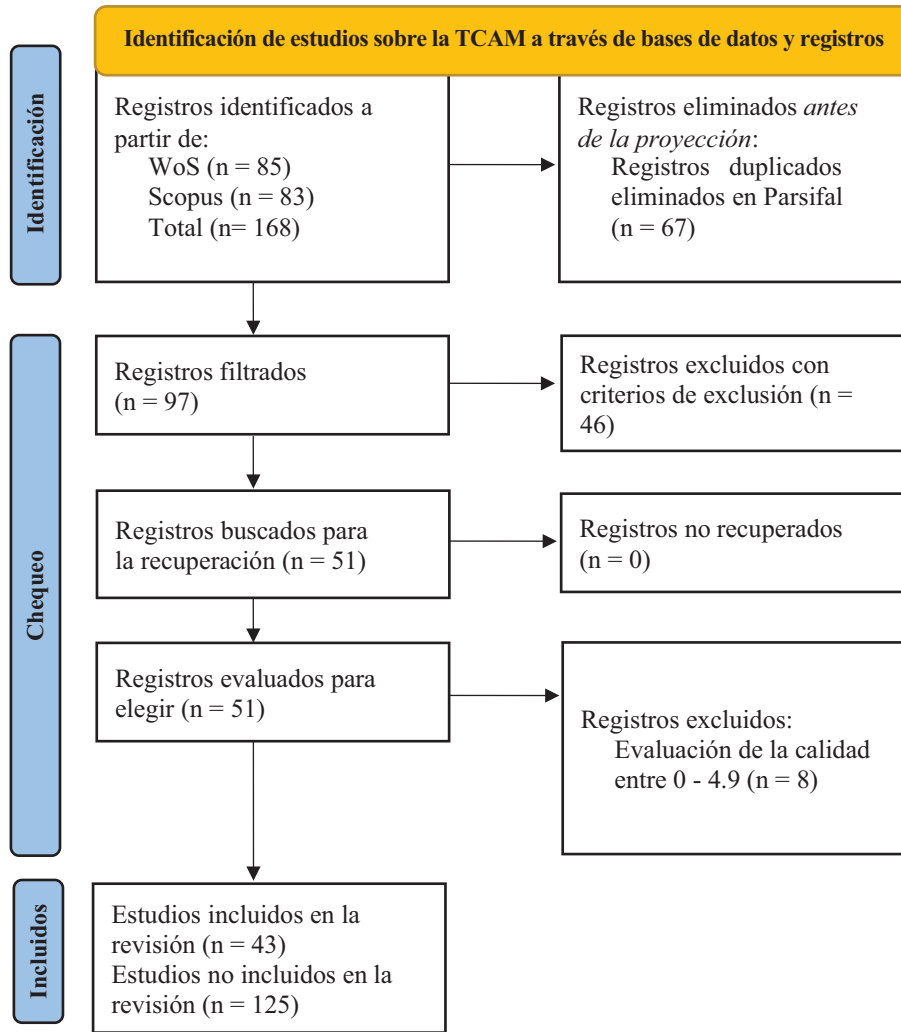 Identificación de estudios sobre la TCAM a través de bases de datos y registros
Identificación
Registros identificados a
partir de:
WoS (n = 85)
Scopus (n = 83)
Total (n= 168)
Registros eliminados antes
de la proyección:
Registros duplicados
eliminados en Parsifal
(n = 67)
Chequeo
Registros filtrados
(n = 97)
Registros excluidos con
criterios de exclusión (n =
46)
Registros buscados para
la recuperación (n = 51)
Registros no recuperados
(n = 0)
Registros evaluados para
elegir (n = 51)
Registros excluidos:
Evaluación de la calidad
entre 0 - 4.9 (n = 8)
Incluidos
Estudios incluidos en la
revisión (n = 43)
Estudios no incluidos en la
revisión (n = 125)